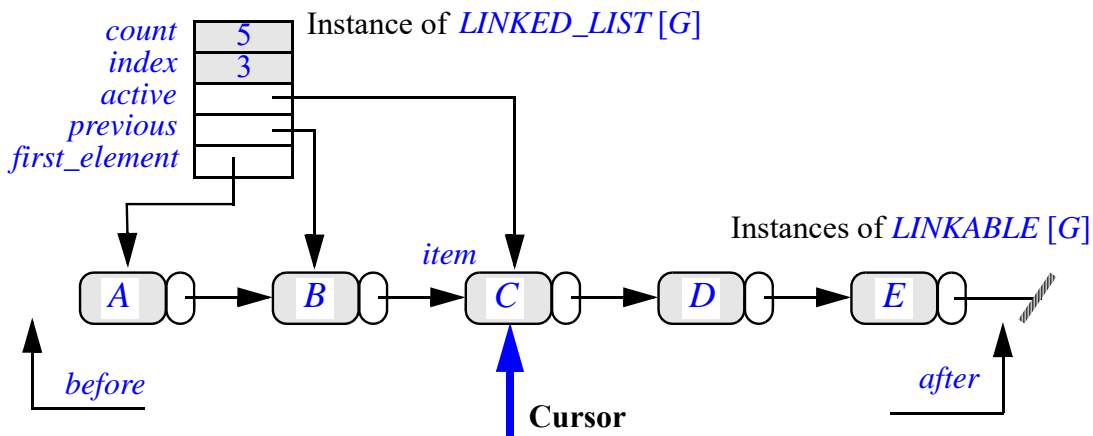 count 5 Instance of LINKED_LIST [G]
index 3
active
previous
first_element
Instances of LINKABLE [G]
item
A B C D E
before
after
Cursor